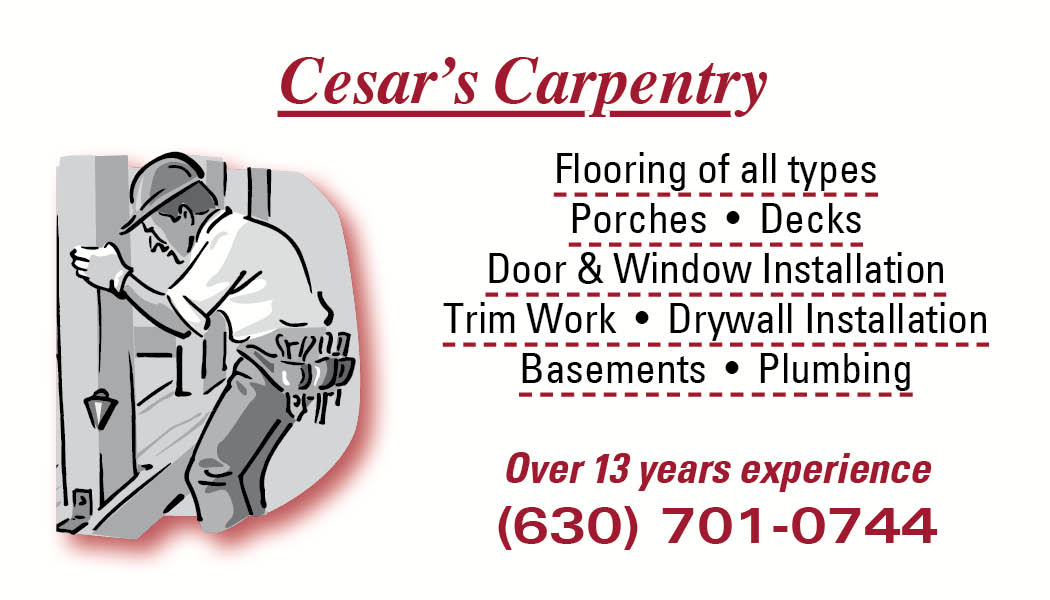 Cesar's Carpentry
Flooring of all types
Porches • Decks
Door & Window Installation
Trim Work • Drywall Installation
Basements • Plumbing
Over 13 years experience
(630) 701-0744